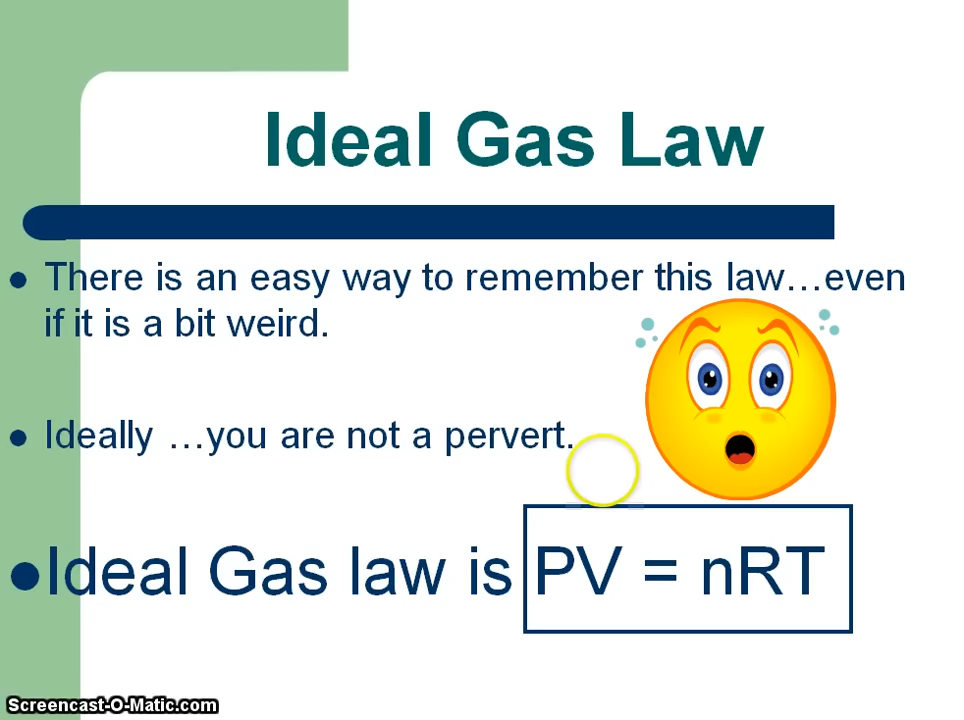 Ideal Gas Law
There is an easy way to remember this law…even
if it is a bit weird.
Ideally …you are not a pervert.
Ideal Gas law is PV = nRT
Screencast-O-Matic.com